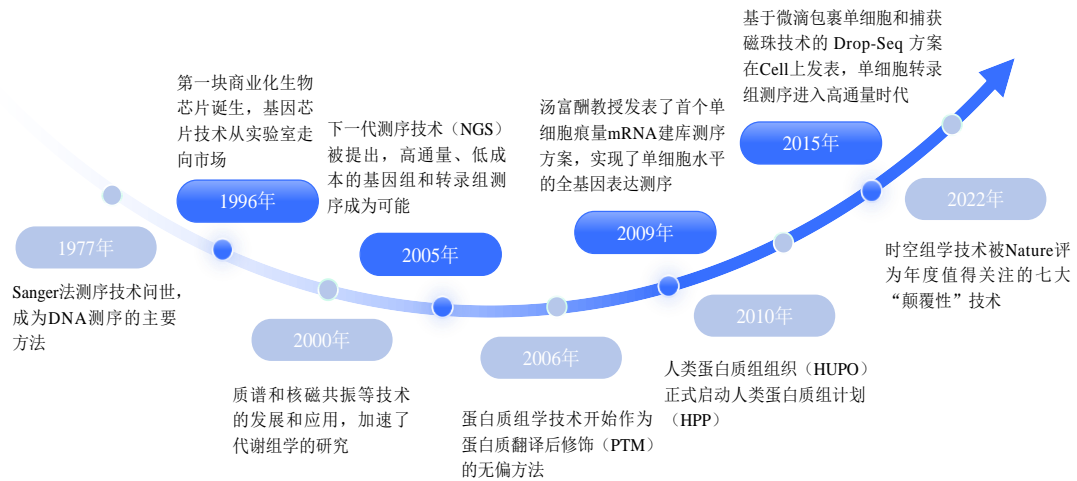 1977年
Sanger法测序技术问世，
成为DNA测序的主要
方法
第一块商业化生物
芯片诞生，基因芯
片技术从实验室走
向市场
1996年
2000年
质谱和核磁共振等技术
的发展和应用，加速了
代谢组学的研究
下一代测序技术（NGS）
被提出，高通量、低成
本的基因组和转录组测
序成为可能
2005年
2006年
蛋白质组学技术开始作为
蛋白质翻译后修饰（PTM）
的无偏方法
汤富酬教授发表了首个单
细胞痕量mRNA建库测序
方案，实现了单细胞水平
的全基因表达测序
2009年
2010年
人类蛋白质组组织（HUPO）
正式启动人类蛋白质组计划
（HPP）
基于微滴包裹单细胞和捕获
磁珠技术的 Drop-Seq 方案
在Cell上发表，单细胞转录
组测序进入高通量时代
2015年
2022年
时空组学技术被Nature评
为年度值得关注的七大
“颠覆性”技术